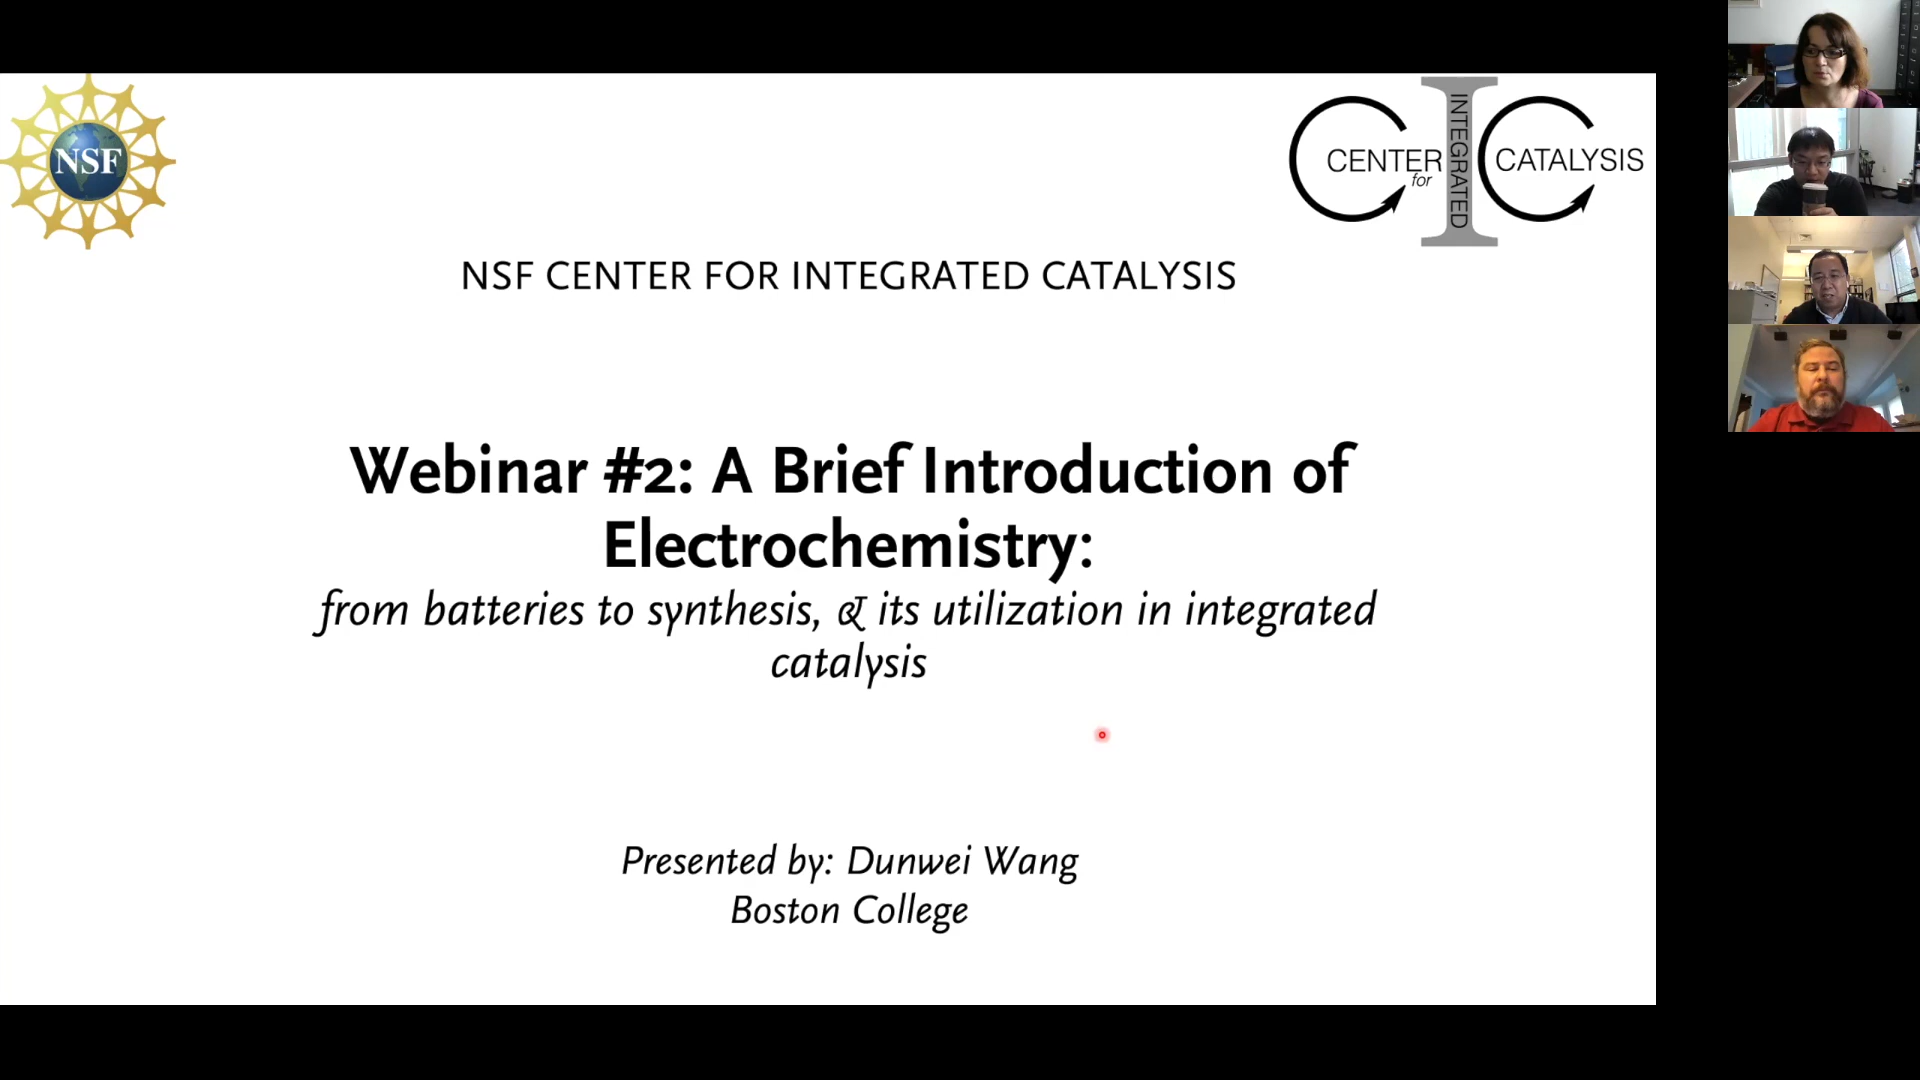 NSF
CENTER
for
INTEGRATED
CATALYSIS
NSF CENTER FOR INTEGRATED CATALYSIS
Webinar #2: A Brief Introduction of
Electrochemistry:
from batteries to synthesis, & its utilization in integrated
catalysis
Presented by: Dunwei Wang
Boston College